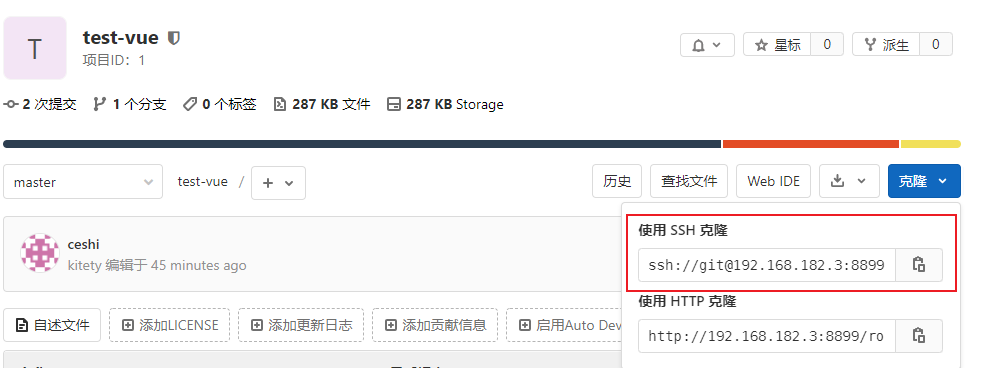 T
test-vue
项目ID: 1
星标 0
派生 0
2 次提交 1 个分支 0 个标签 287 KB 文件 287 KB Storage
master
test-vue / +
历史 查找文件 Web IDE 克隆
ceshi
kitety 编辑于 45 minutes ago
使用 SSH 克隆
ssh://git@192.168.182.3:8899
使用 HTTP 克隆
http://192.168.182.3:8899/ro
自述文件 添加LICENSE 添加更新日志 添加贡献信息 启用Auto Dev